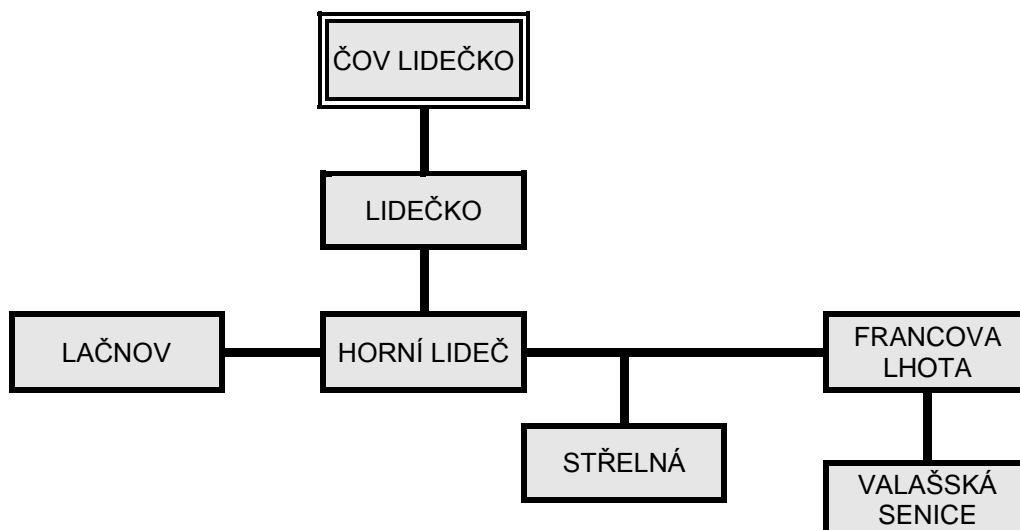 ČOV LIDEČKO
LIDEČKO
LAČNOV
HORNÍ LIDEČ
FRANCOVA
LHOTA
STŘELNÁ
VALAŠSKÁ
SENICE